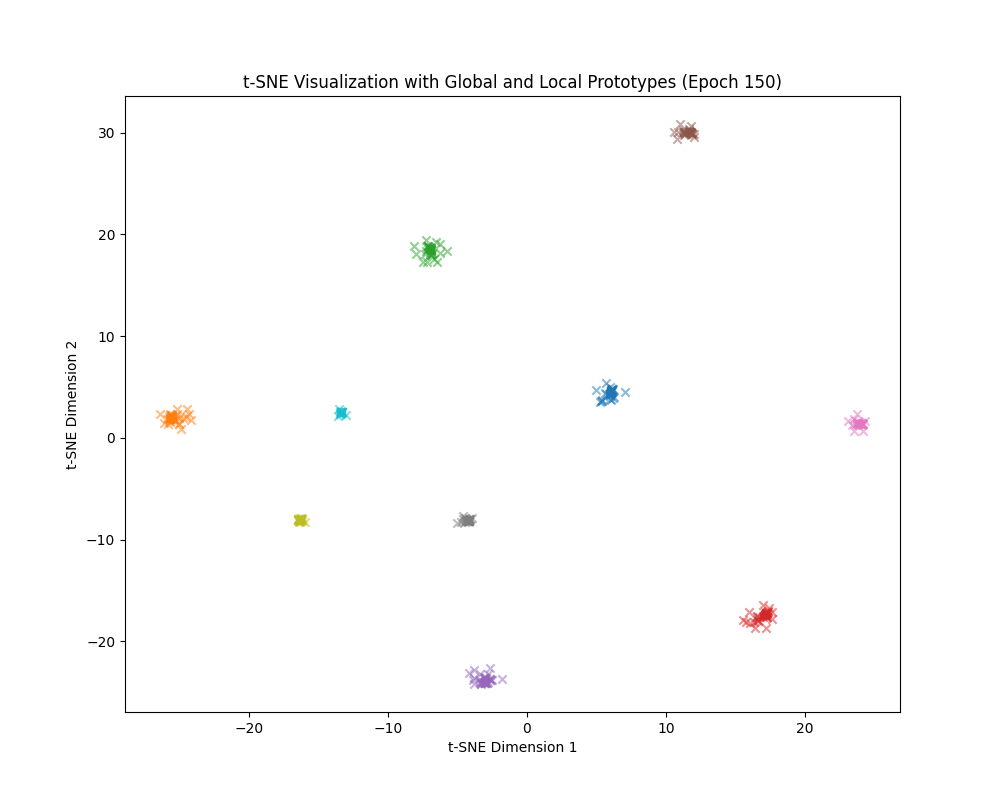 t-SNE Visualization with Global and Local Prototypes (Epoch 150)
30
20
10
0
−10
−20
t-SNE Dimension 2
−20 −10 0 10 20
t-SNE Dimension 1